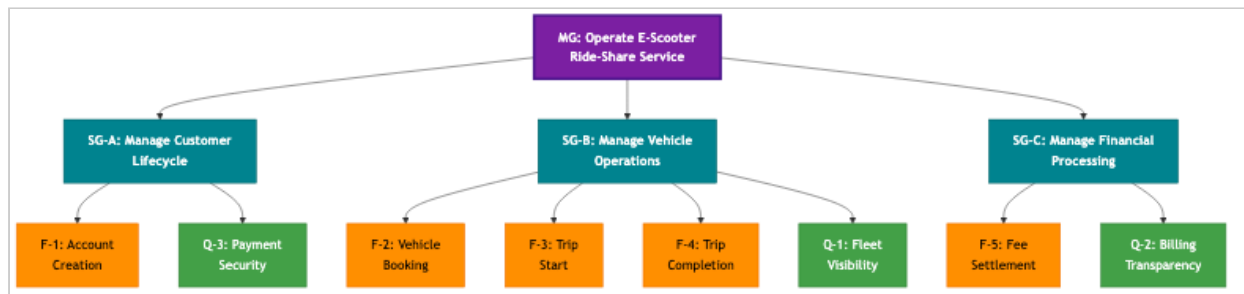 MG: Operate E-Scooter
Ride-Share Service
SG-A: Manage Customer
Lifecycle
SG-B: Manage Vehicle
Operations
SG-C: Manage Financial
Processing
F-1: Account
Creation
Q-3: Payment
Security
F-2: Vehicle
Booking
F-3: Trip
Start
F-4: Trip
Completion
Q-1: Fleet
Visibility
F-5: Fee
Settlement
Q-2: Billing
Transparency